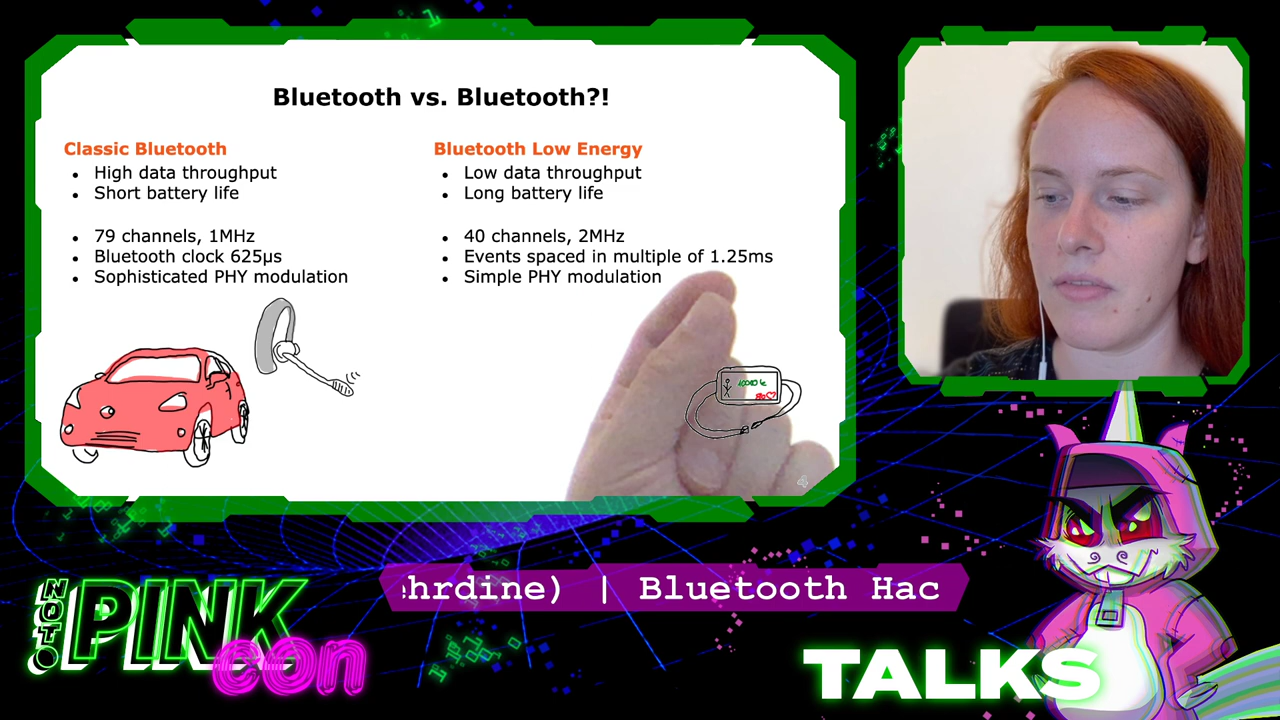 Bluetooth vs. Bluetooth?!
Classic Bluetooth
• High data throughput
• Short battery life
• 79 channels, 1MHz
• Bluetooth clock 625µs
• Sophisticated PHY modulation
Bluetooth Low Energy
• Low data throughput
• Long battery life
• 40 channels, 2MHz
• Events spaced in multiple of 1.25ms
• Simple PHY modulation
hrdine) | Bluetooth Hac
NOT
PINK
con
TALKS